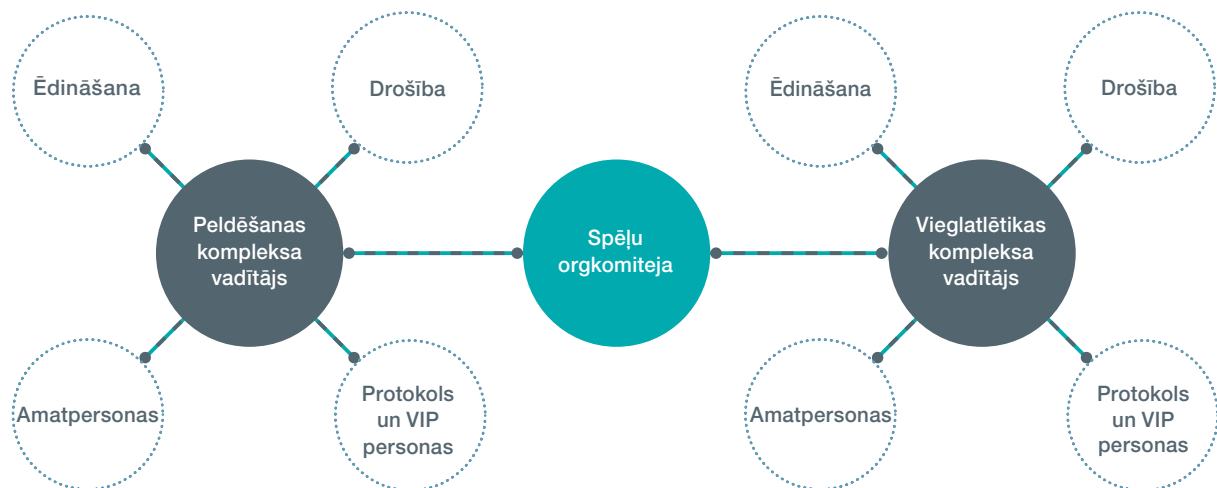 Ēdināšana
Drošība
Peldēšanas
kompleksa
vadītājs
Amatpersonas
Protokols
un VIP
personas
Spēļu
orgkomiteja
Ēdināšana
Drošība
Vieglatlētikas
kompleksa
vadītājs
Amatpersonas
Protokols
un VIP
personas